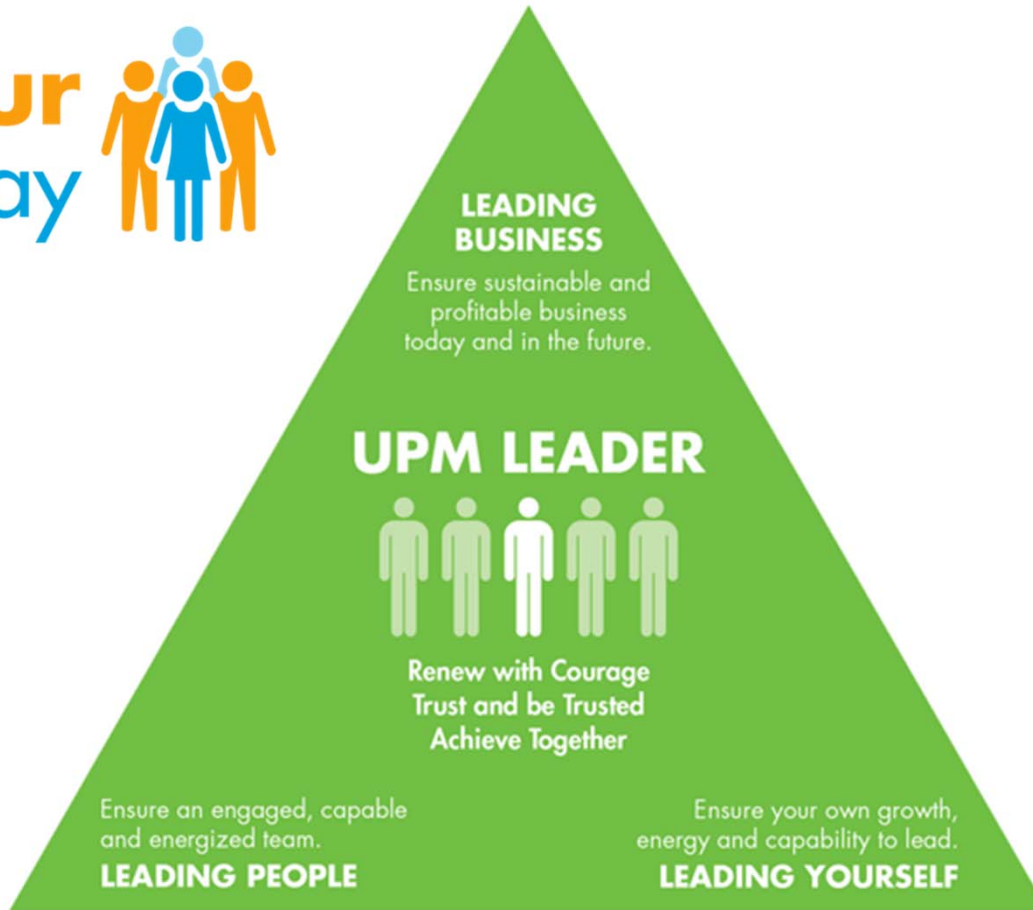 ur
ay
LEADING
BUSINESS
Ensure sustainable and
profitable business
today and in the future.
UPM LEADER
Renew with Courage
Trust and be Trusted
Achieve Together
Ensure an engaged, capable
and energized team.
LEADING PEOPLE
Ensure your own growth,
energy and capability to lead.
LEADING YOURSELF